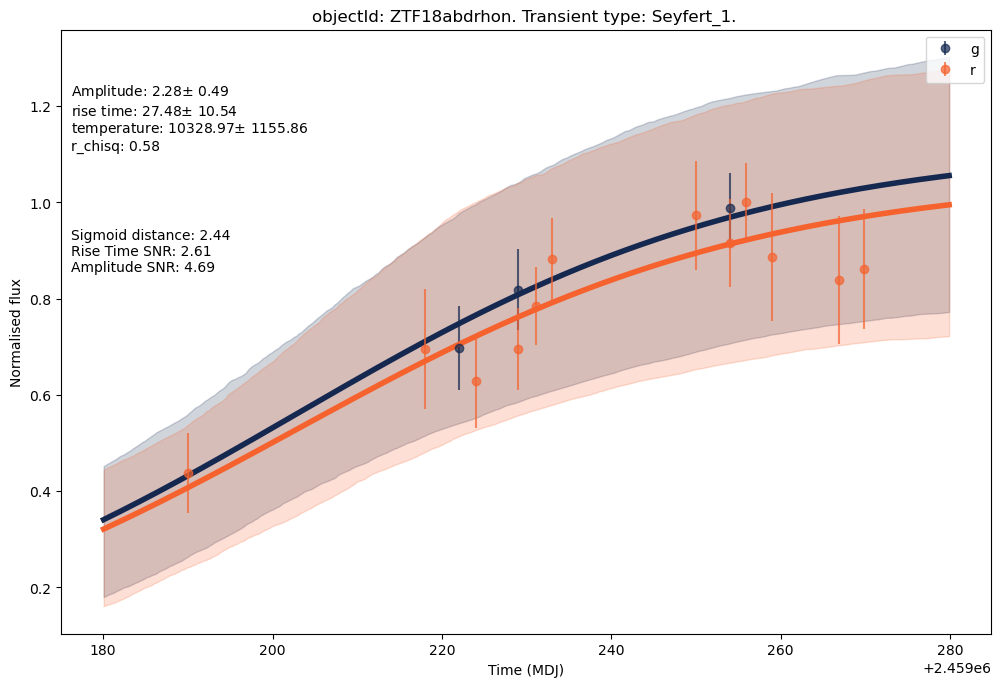 objectId: ZTF18abdrhon. Transient type: Seyfert_1.
g
r
Amplitude: 2.28± 0.49
rise time: 27.48± 10.54
temperature: 10328.97± 1155.86
r_chisq: 0.58
Sigmoid distance: 2.44
Rise Time SNR: 2.61
Amplitude SNR: 4.69
Normalised flux
1.2
1.0
0.8
0.6
0.4
0.2
180 200 220 240 260 280
Time (MDJ)
+2.459e6